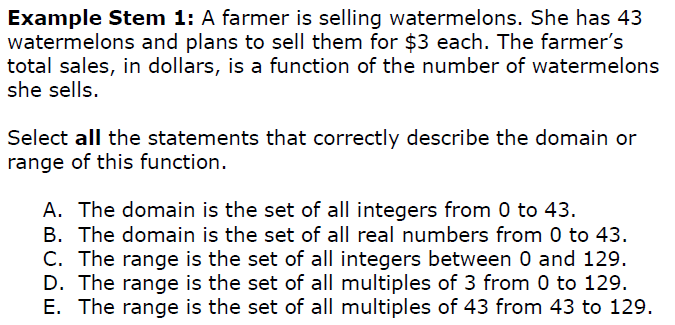 Example Stem 1: A farmer is selling watermelons. She has 43
watermelons and plans to sell them for $3 each. The farmer's
total sales, in dollars, is a function of the number of watermelons
she sells.
Select all the statements that correctly describe the domain or
range of this function.
A. The domain is the set of all integers from 0 to 43.
B. The domain is the set of all real numbers from 0 to 43.
C. The range is the set of all integers between 0 and 129.
D. The range is the set of all multiples of 3 from 0 to 129.
E. The range is the set of all multiples of 43 from 43 to 129.